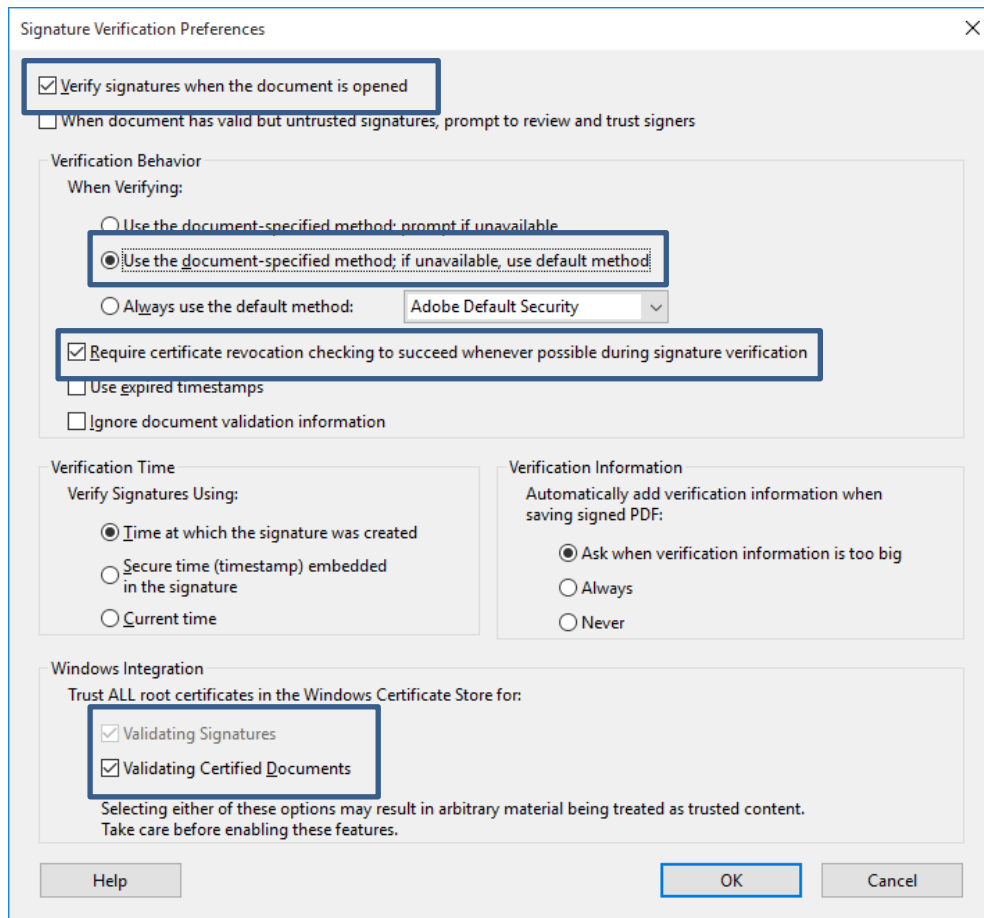 Signature Verification Preferences
Verify signatures when the document is opened
When document has valid but untrusted signatures, prompt to review and trust signers
Verification Behavior
When Verifying:
Use the document-specified method; prompt if unavailable
Use the document-specified method; if unavailable, use default method
Always use the default method: Adobe Default Security
Require certificate revocation checking to succeed whenever possible during signature verification
Use expired timestamps
Ignore document validation information
Verification Time
Verify Signatures Using:
Time at which the signature was created
Secure time (timestamp) embedded
in the signature
Current time
Verification Information
Automatically add verification information when
saving signed PDF:
Ask when verification information is too big
Always
Never
Windows Integration
Trust ALL root certificates in the Windows Certificate Store for:
Validating Signatures
Validating Certified Documents
Selecting either of these options may result in arbitrary material being treated as trusted content.
Take care before enabling these features.
Help
OK
Cancel